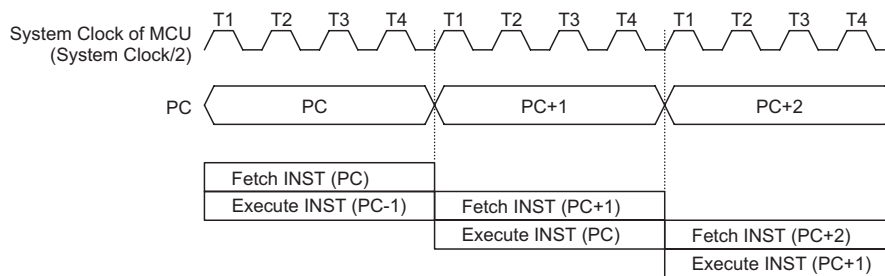 T1 T2 T3 T4 T1 T2 T3 T4 T1 T2 T3 T4
System Clock of MCU
(System Clock/2)
PC PC PC+1 PC+2
Fetch INST (PC)
Execute INST (PC-1) Fetch INST (PC+1)
Execute INST (PC) Fetch INST (PC+2)
Execute INST (PC+1)